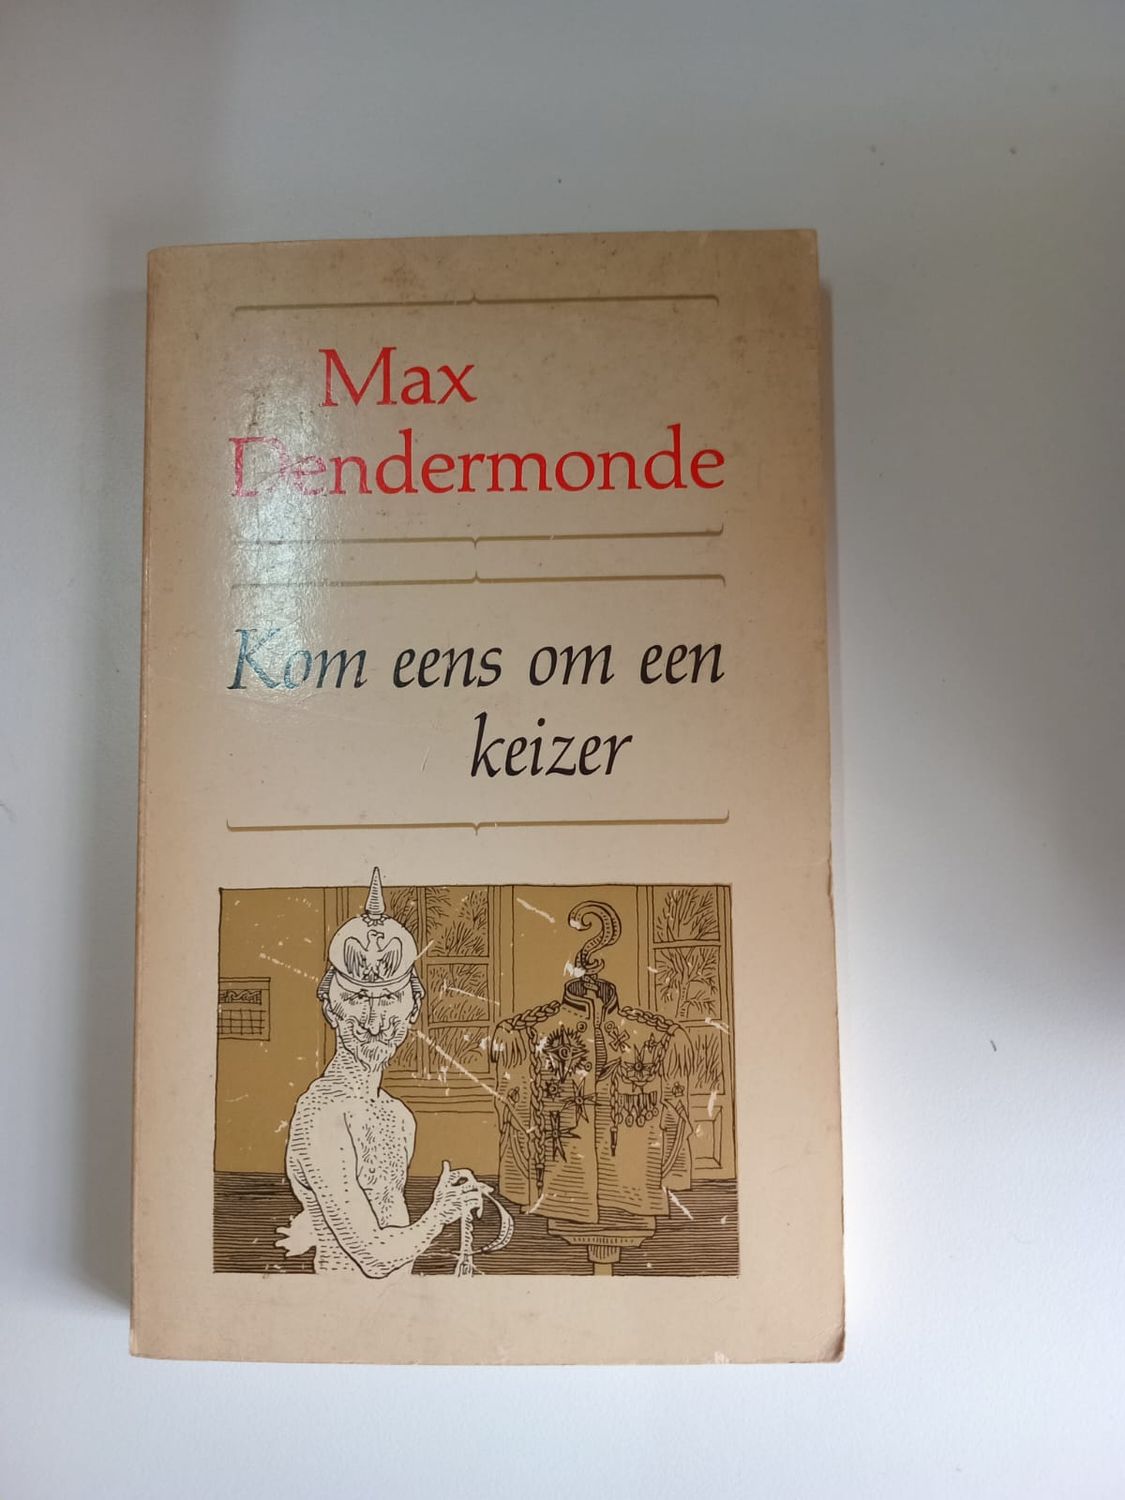 Max
Dendermonde
Kom eens om een
keizer